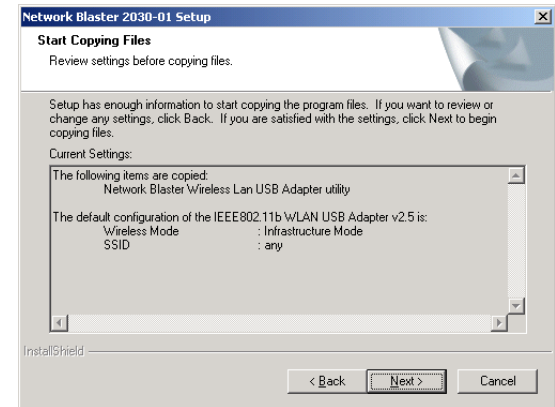 Network Blaster 2030-01 Setup
Start Copying Files
Review settings before copying files.
Setup has enough information to start copying the program files. If you want to review or
change any settings, click Back. If you are satisfied with the settings, click Next to begin
copying files.
Current Settings:
The following items are copied:
Network Blaster Wireless Lan USB Adapter utility
The default configuration of the IEEE802.11b WLAN USB Adapter v2.5 is:
Wireless Mode : Infrastructure Mode
SSID : any
InstallShield
< Back Next > Cancel